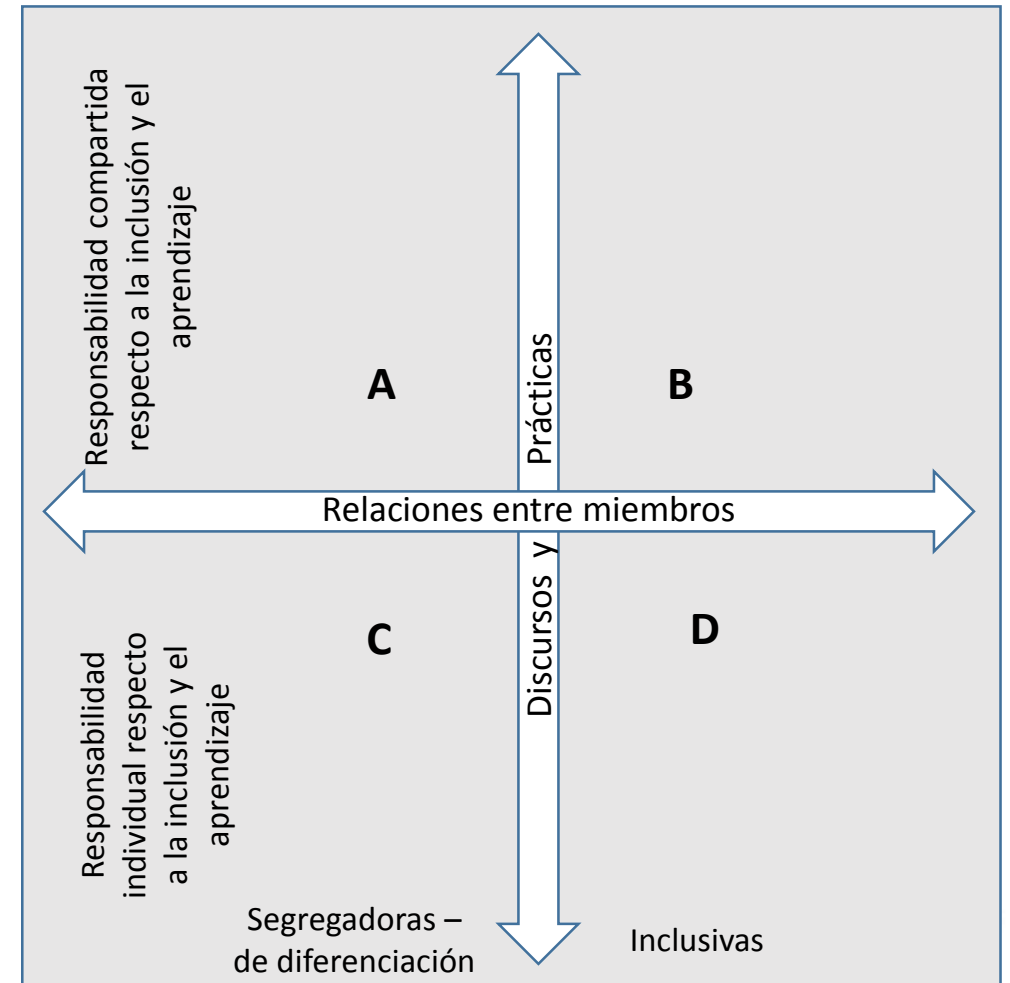 Responsabilidad compartida
respecto a la inclusión y el
aprendizaje
A
B
Discursos y Prácticas
Relaciones entre miembros
Responsabilidad
individual respecto
a la inclusión y el
aprendizaje
C
D
Segregadoras –
de diferenciación
Inclusivas